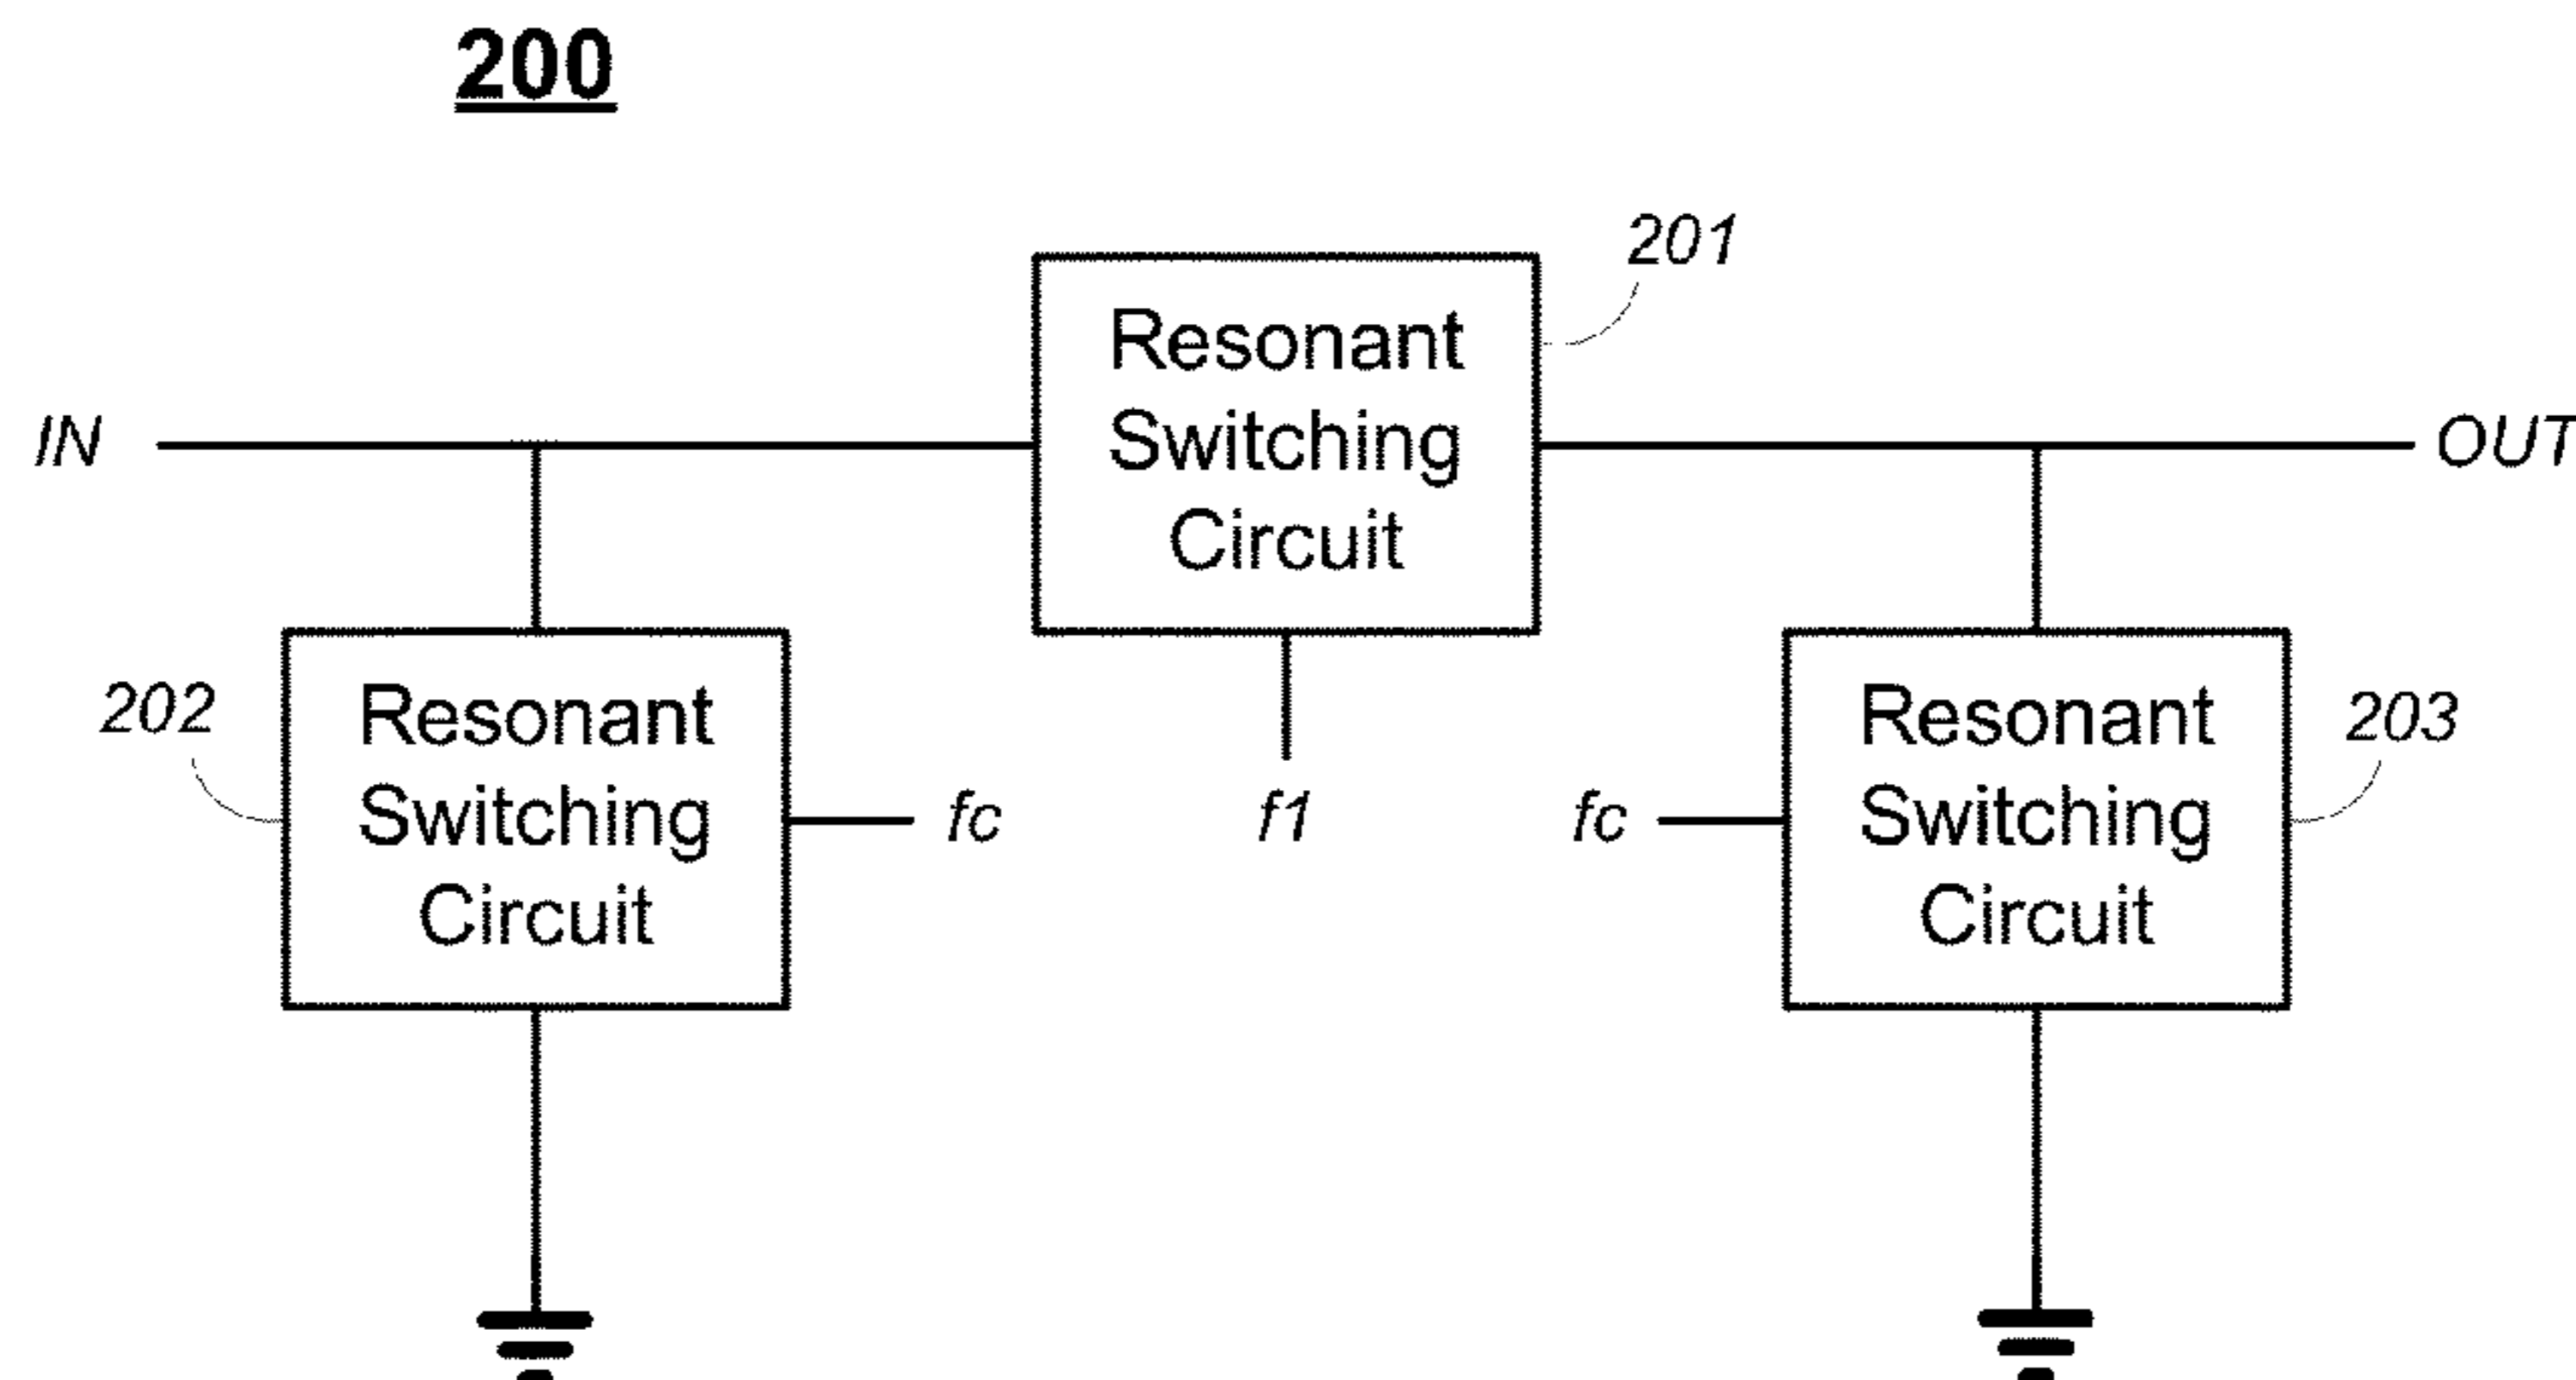 200
201
Resonant
Switching
Circuit
IN
OUT
202
Resonant
Switching
Circuit
fc
f1
fc
Resonant
Switching
Circuit
203